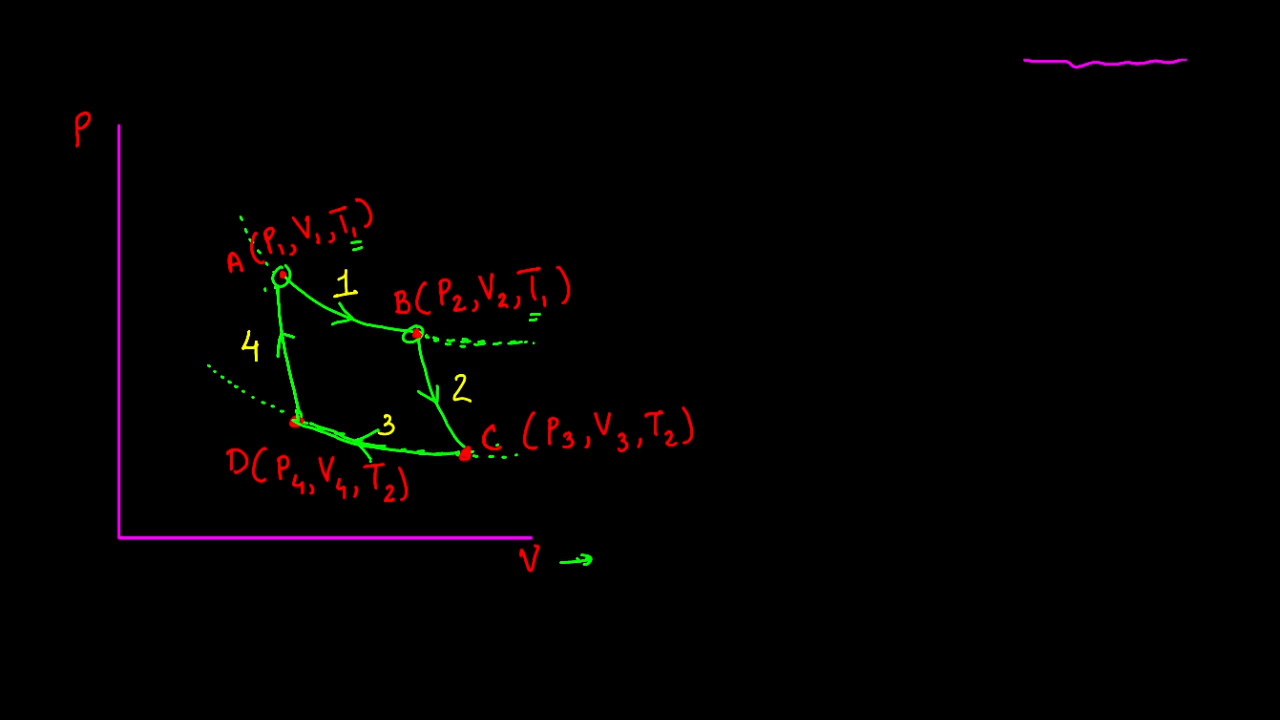 P
A (P₁, V₁, T₁)
1
B (P₂, V₂, T₁)
4
2
3
C (P₃, V₃, T₂)
D (P₄, V₄, T₂)
V →